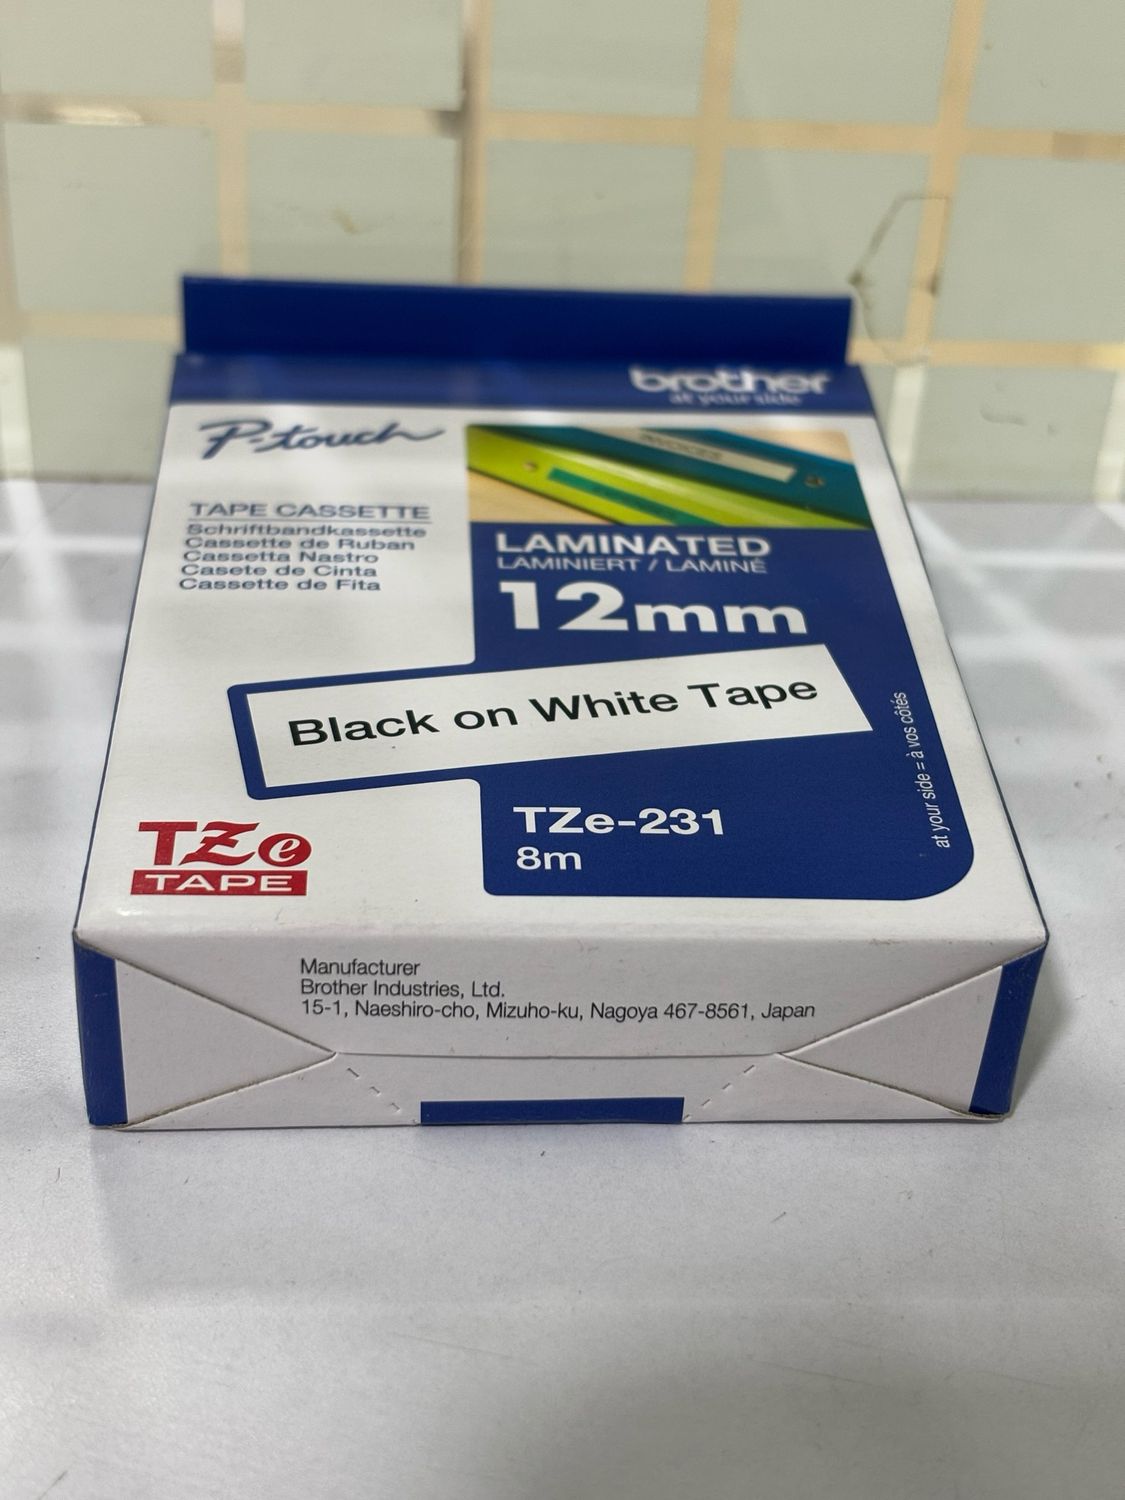 brother
at your side
P-touch
TAPE CASSETTE
Schriftbandkassette
Cassette de Ruban
Cassetta Nastro
Casete de Cinta
Cassette de Fita
INVOICES
LAMINATED
LAMINIERT / LAMINÉ
12mm
Black on White Tape
TZe-231
8m
at your side = à vos côtés
TZe
TAPE
Manufacturer
Brother Industries, Ltd.
15-1, Naeshiro-cho, Mizuho-ku, Nagoya 467-8561, Japan